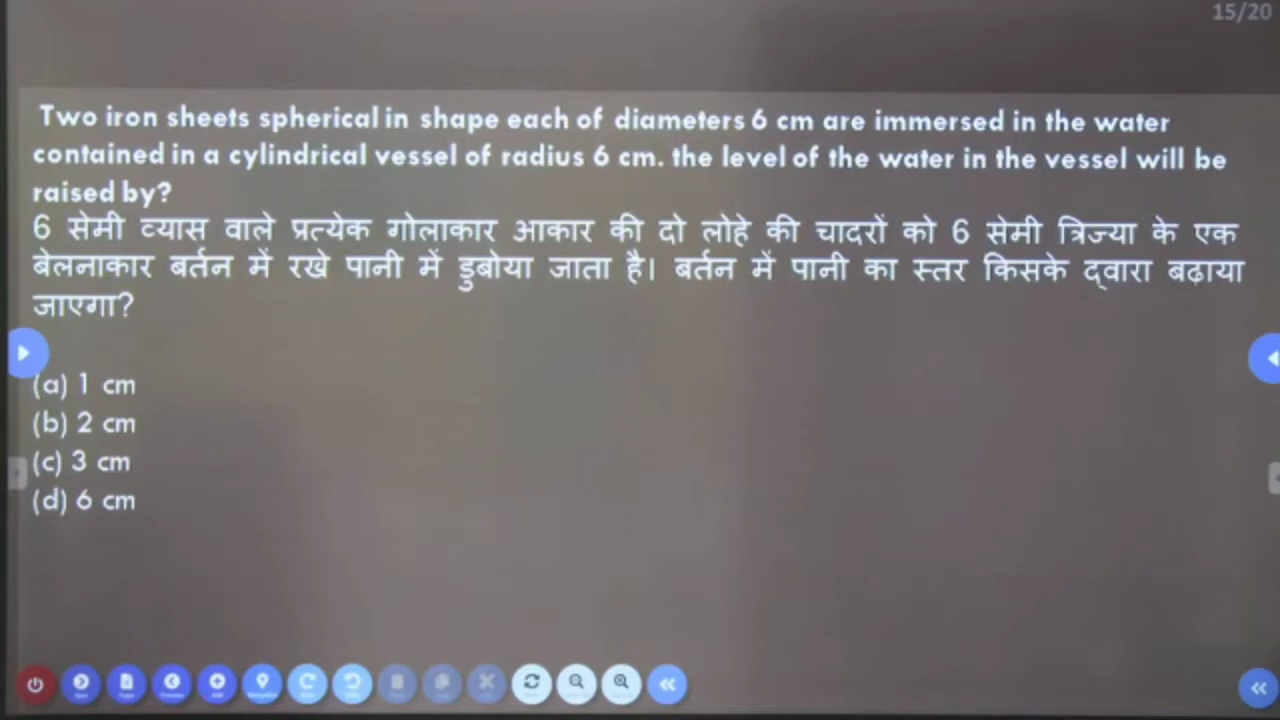 15/20
Two iron sheets spherical in shape each of diameters 6 cm are immersed in the water
contained in a cylindrical vessel of radius 6 cm. the level of the water in the vessel will be
raised by?
6 सेमी व्यास वाले प्रत्येक गोलाकार आकार की दो लोहे की चादरों को 6 सेमी त्रिज्या के एक
बेलनाकार बर्तन में रखे पानी में डुबोया जाता है। बर्तन में पानी का स्तर किसके द्वारा बढ़ाया
जाएगा?
(a) 1 cm
(b) 2 cm
(c) 3 cm
(d) 6 cm